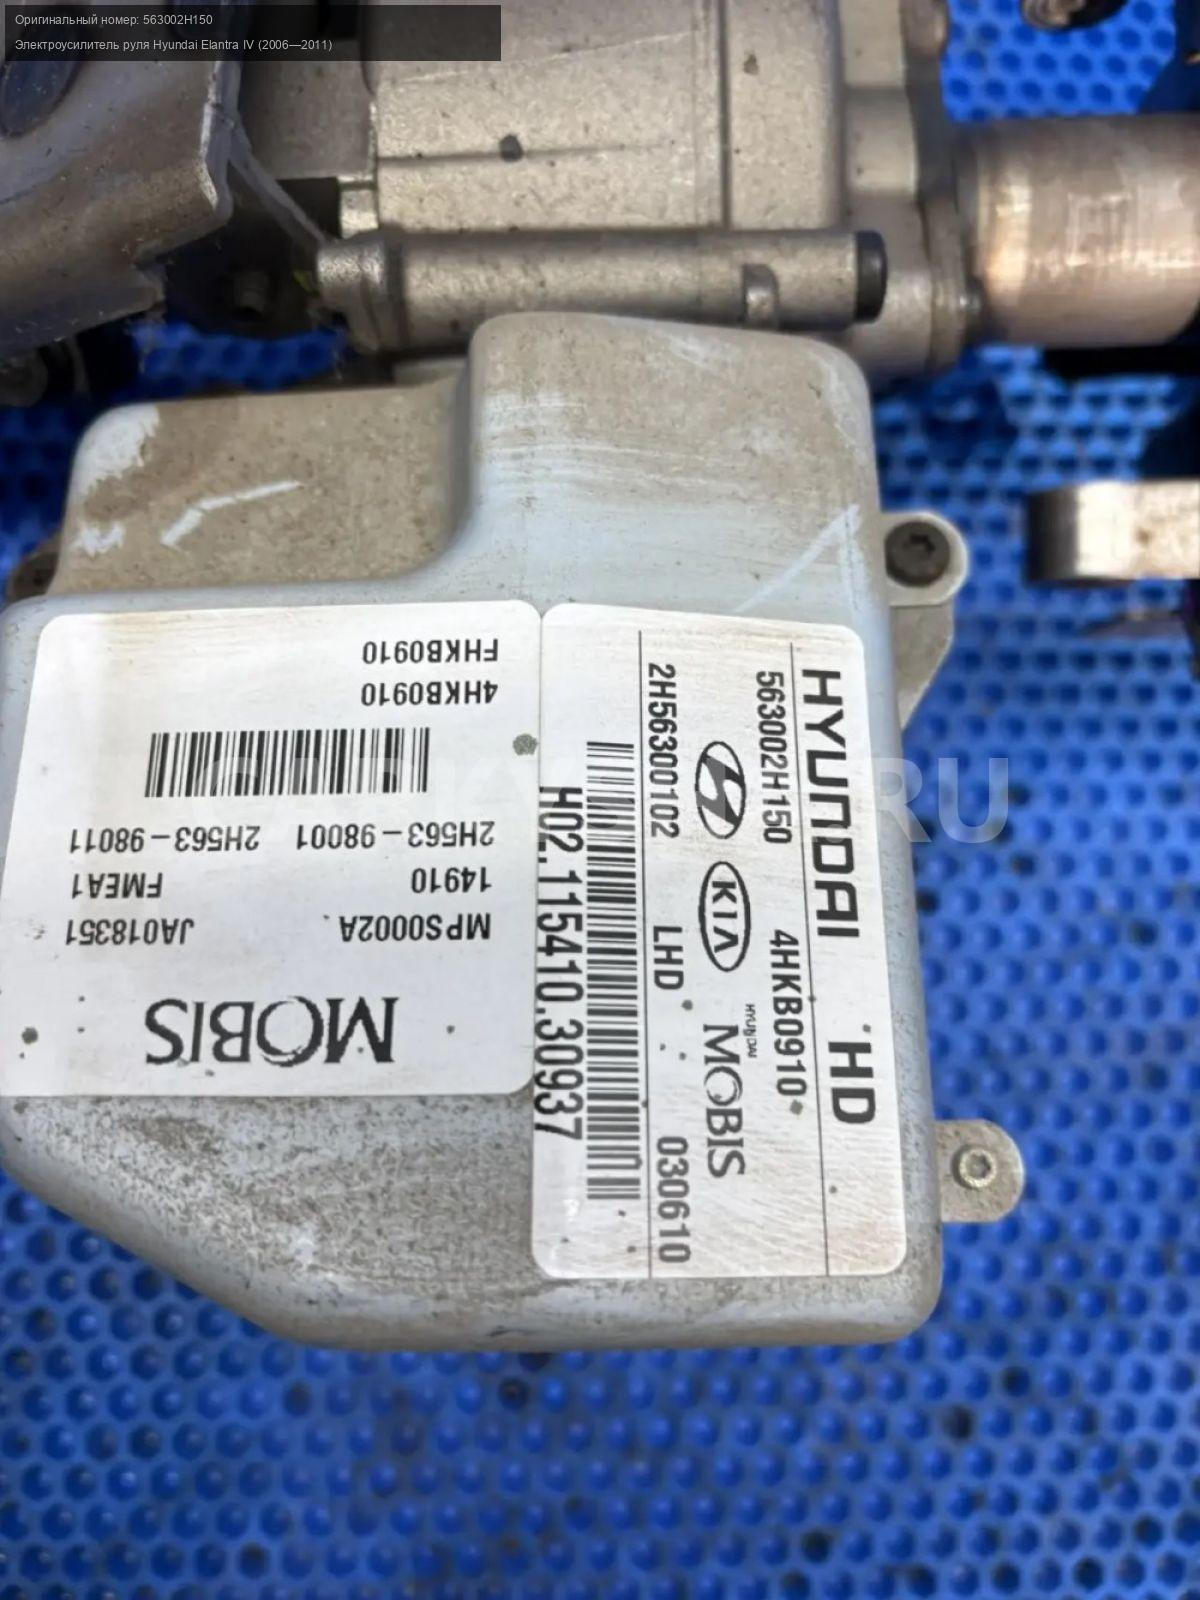 Оригинальный номер: 563002H150
Электроусилитель руля Hyundai Elantra IV (2006—2011)
HYUNDAI HD
563002H150 4HKB0910
KIA HYUNDAI MOBIS
2H56300102 LHD 030610
H02.115410.30937
MOBIS
MPS0002A JA018351
14910 FMEA1
2H563-98001 2H563-98011
4HKB0910
FHKB0910